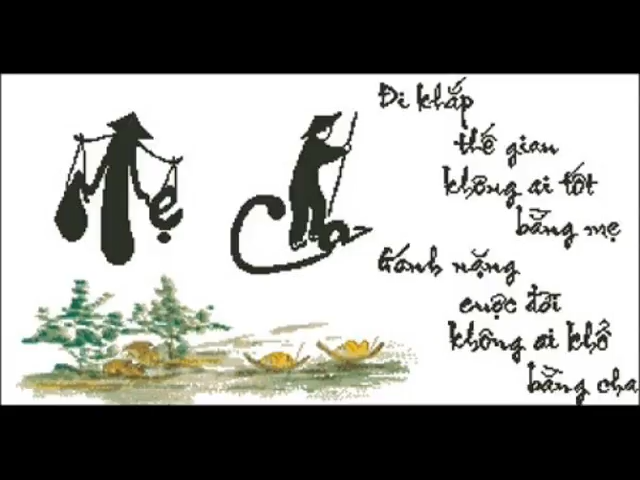 Mẹ Cha
Đi khắp
thế gian
không ai tốt
bằng mẹ
Gánh nặng
cuộc đời
không ai khổ
bằng cha